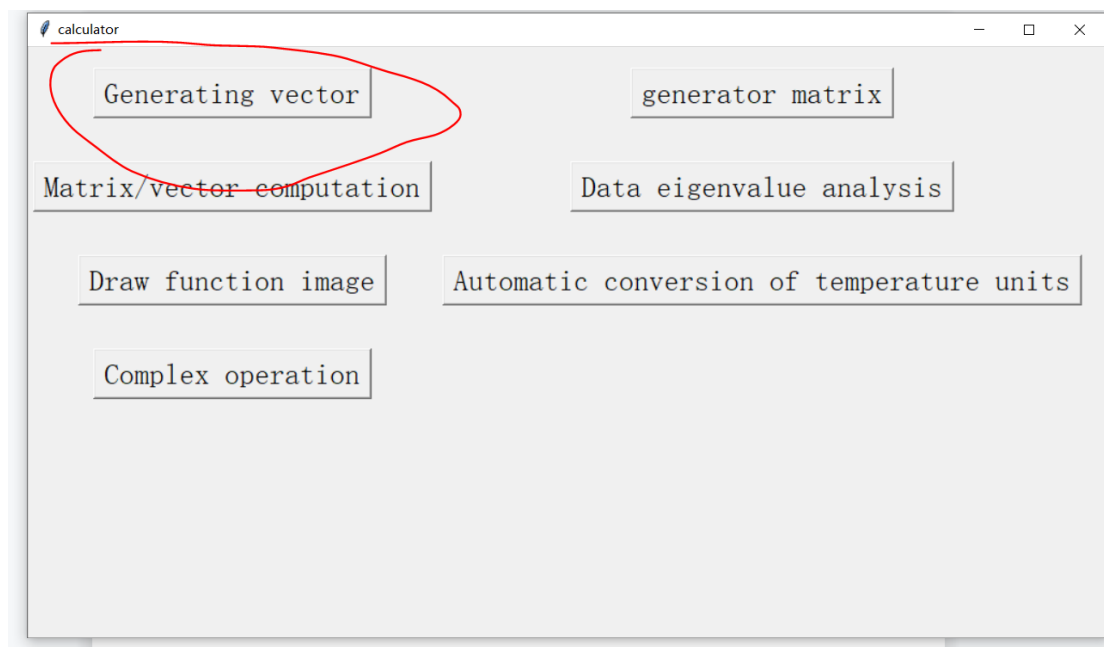 calculator
Generating vector
generator matrix
Matrix/vector computation
Data eigenvalue analysis
Draw function image
Automatic conversion of temperature units
Complex operation